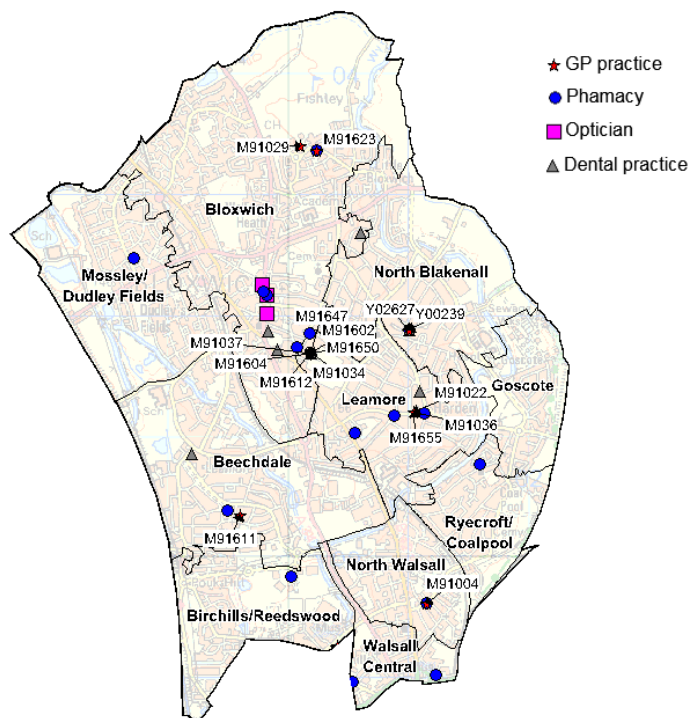 GP practice
Phamacy
Optician
Dental practice
Fishley
CH
M91623
M91029
Bloxwich
Mossley/
Dudley Fields
North Blakenall
M91647
Y02627
Y00239
M91602
M91037
M91650
M91604
M91612
M91034
Goscote
M91022
Leamore
M91036
M91655
Beechdale
Ryecroft/
Coalpool
M91611
North Walsall
M91004
Birchills/Reedswood
Walsall
Central